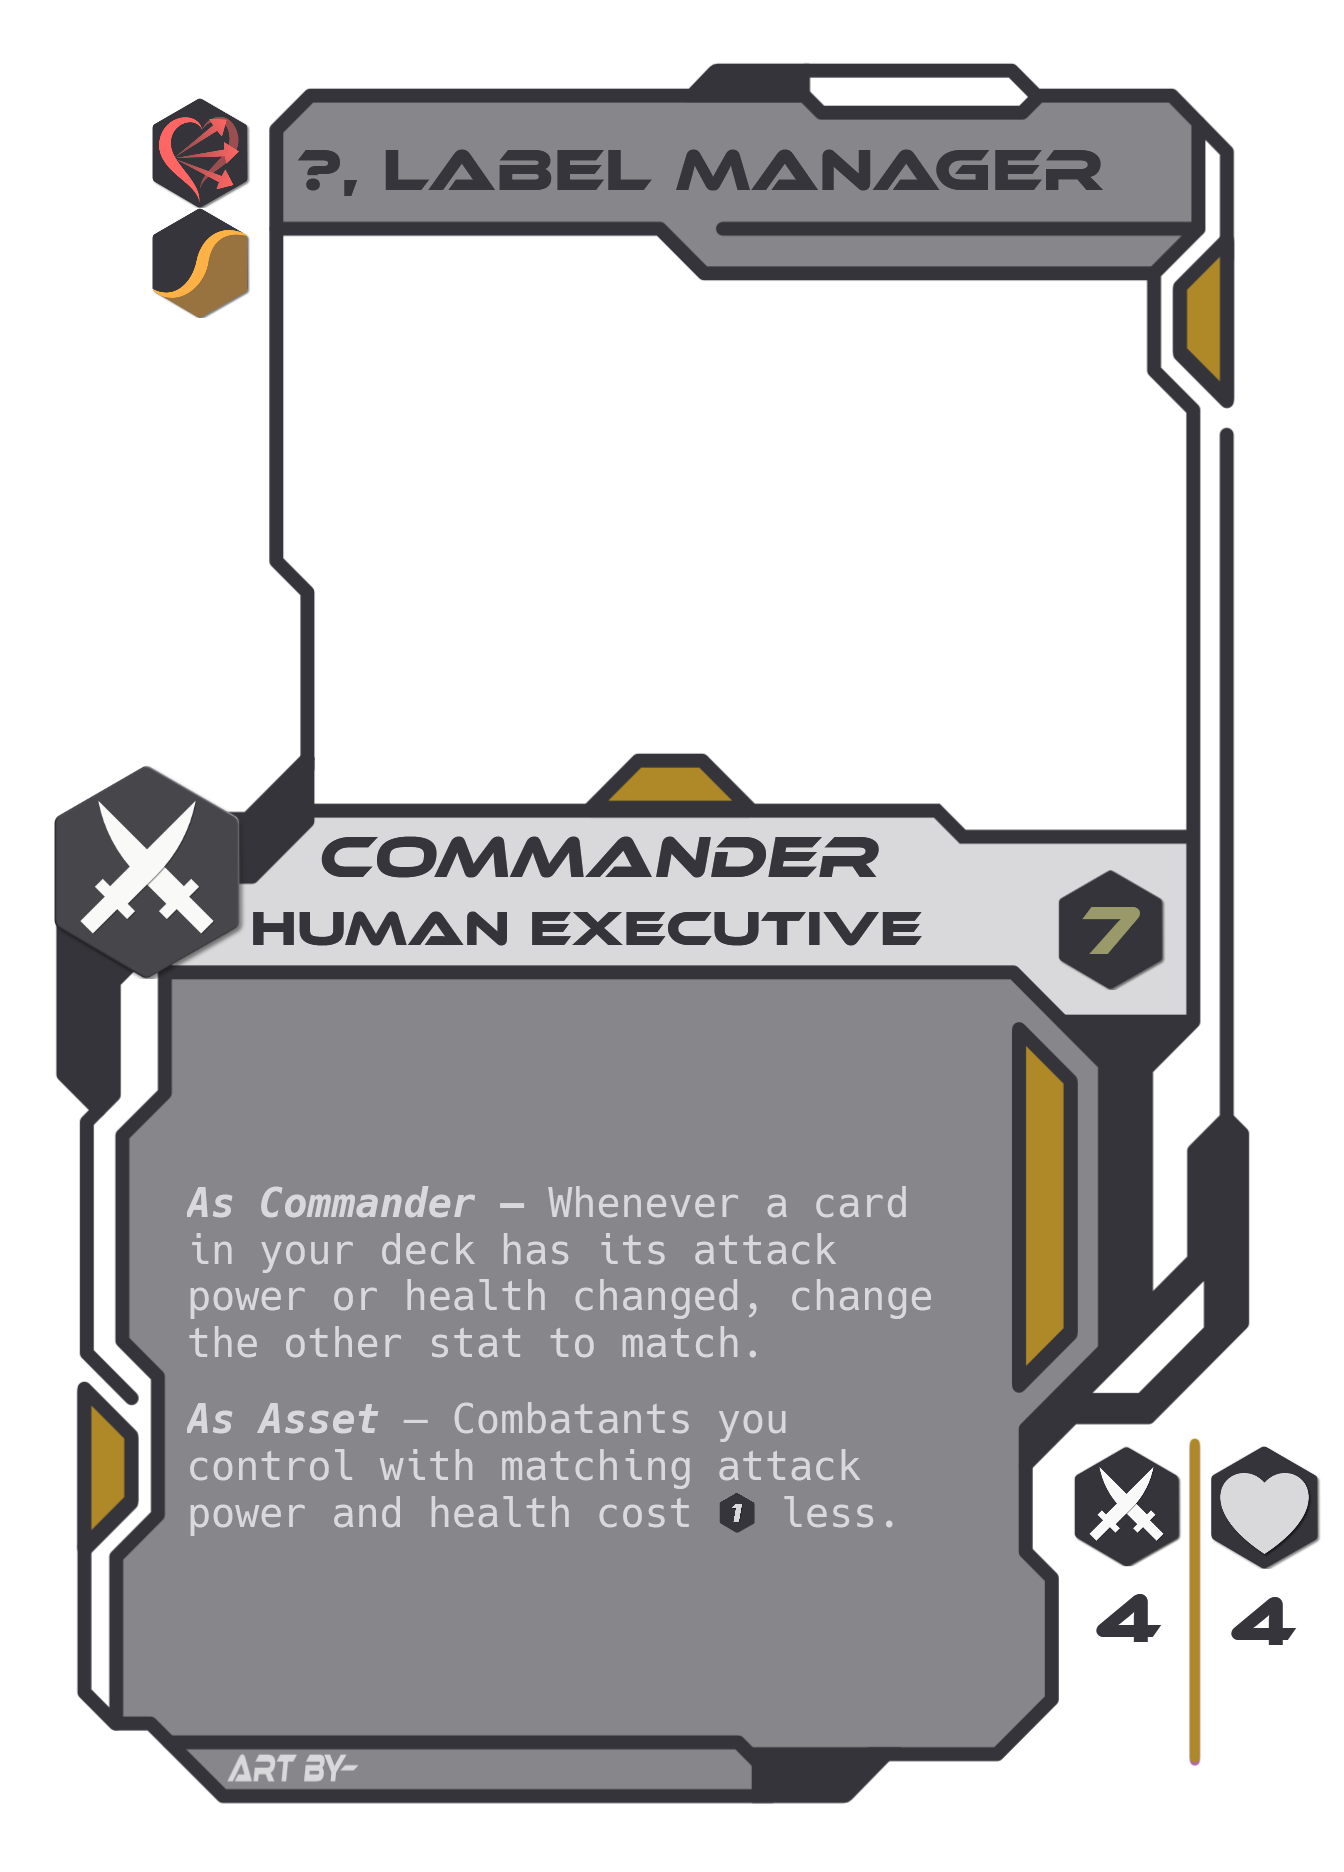 ?, LABEL MANAGER
COMMANDER
HUMAN EXECUTIVE
7
As Commander — Whenever a card
in your deck has its attack
power or health changed, change
the other stat to match.
As Asset — Combatants you
control with matching attack
power and health cost 1 less.
4
4
ART BY-